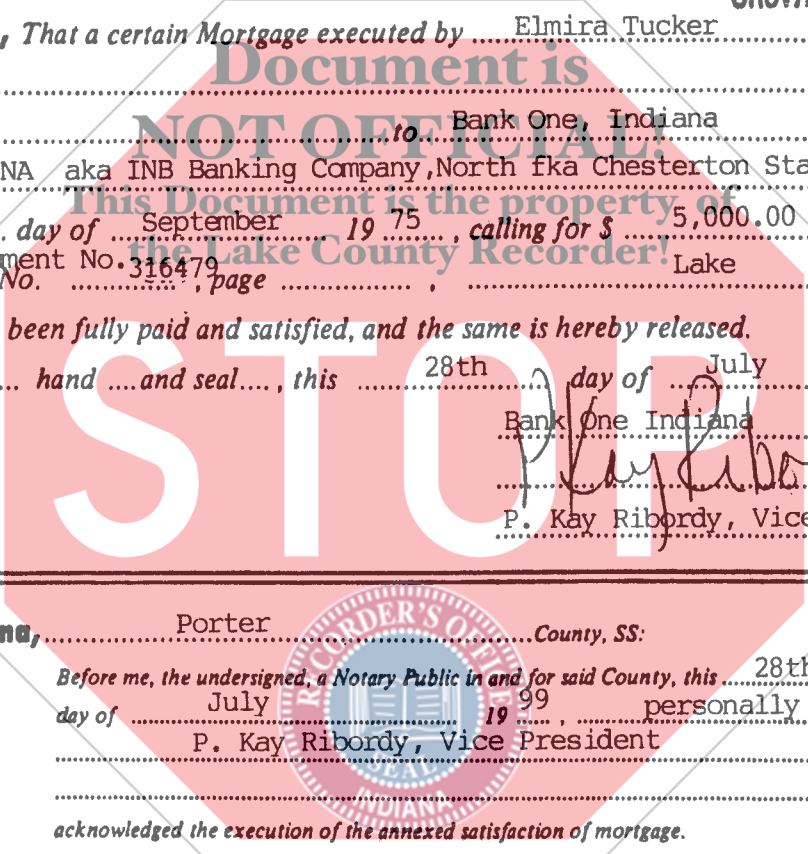 , That a certain Mortgage executed by ..... Elmira Tucker
Document is
NOT OFFICIAL!
to Bank One, Indiana
NA aka INB Banking Company, North fka Chesterton Sta
This Document is the property of
. day of September 19 75 , calling for $ 5,000.00
the Lake County Recorder!
ment No. 316479
No. , page , Lake
been fully paid and satisfied, and the same is hereby released.
... hand .... and seal...., this 28th day of July
Bank One Indiana
P Kay Ribo
P. Kay Ribordy, Vice
STOP
na, Porter County, SS:
Before me, the undersigned, a Notary Public in and for said County, this 28th
day of July 19 99 , personally
P. Kay Ribordy, Vice President
RECORDER'S OFFICE
SEAL
INDIANA
acknowledged the execution of the annexed satisfaction of mortgage.